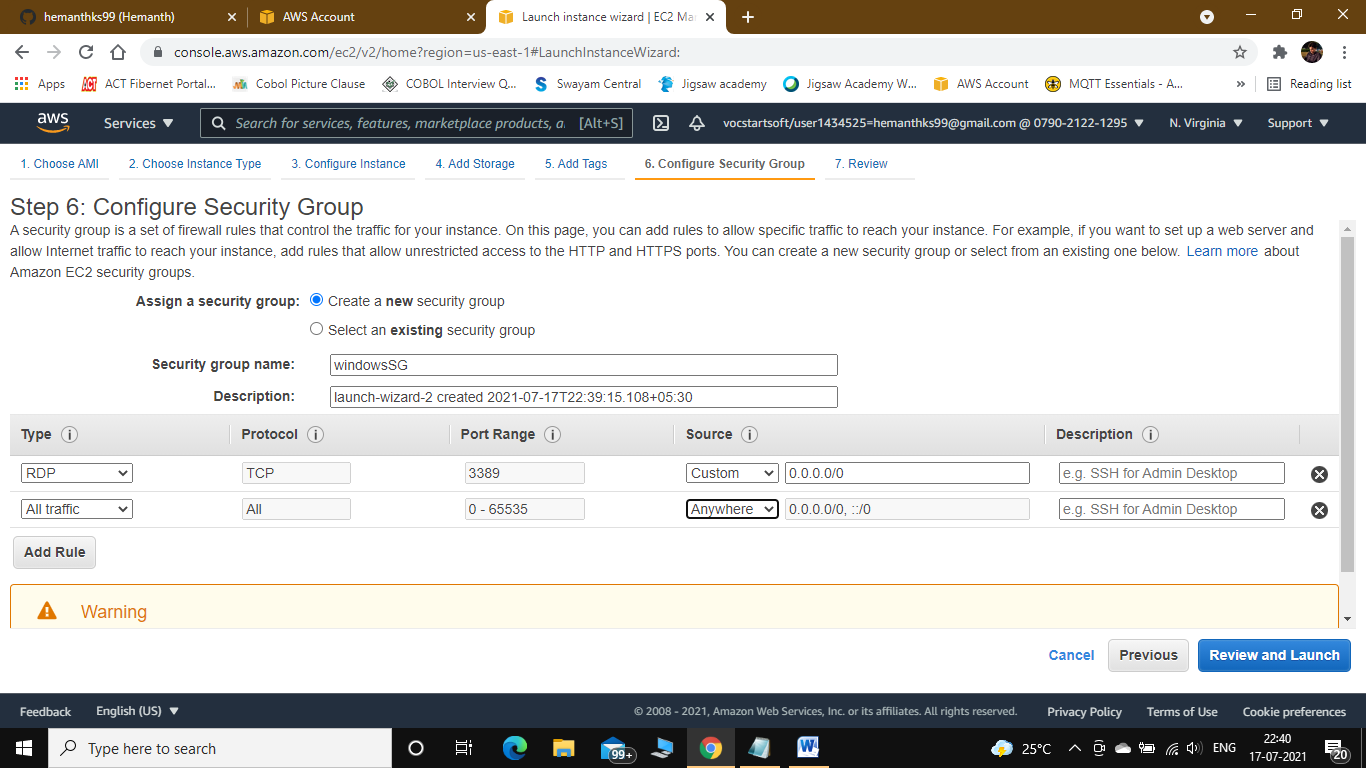 hemanthks99 (Hemanth)
AWS Account
Launch instance wizard | EC2 Ma
console.aws.amazon.com/ec2/v2/home?region=us-east-1#LaunchInstanceWizard:
Apps
ACT
ACT Fibernet Portal...
Cobol Picture Clause
COBOL Interview Q...
Swayam Central
Jigsaw academy
Jigsaw Academy W...
AWS Account
MQTT Essentials - A...
Reading list
aws
Services
Search for services, features, marketplace products, a
[Alt+S]
vocstartsoft/user1434525=hemanthks99@gmail.com @ 0790-2122-1295
N. Virginia
Support
1. Choose AMI
2. Choose Instance Type
3. Configure Instance
4. Add Storage
5. Add Tags
6. Configure Security Group
7. Review
Step 6: Configure Security Group
A security group is a set of firewall rules that control the traffic for your instance. On this page, you can add rules to allow specific traffic to reach your instance. For example, if you want to set up a web server and
allow Internet traffic to reach your instance, add rules that allow unrestricted access to the HTTP and HTTPS ports. You can create a new security group or select from an existing one below. Learn more about
Amazon EC2 security groups.
Assign a security group:
Create a new security group
Select an existing security group
Security group name:
windowsSG
Description:
launch-wizard-2 created 2021-07-17T22:39:15.108+05:30
Type
Protocol
Port Range
Source
Description
RDP
TCP
3389
Custom
0.0.0.0/0
e.g. SSH for Admin Desktop
All traffic
All
0 - 65535
Anywhere
0.0.0.0/0, ::/0
e.g. SSH for Admin Desktop
Add Rule
Warning
Cancel
Previous
Review and Launch
Feedback
English (US)
© 2008 - 2021, Amazon Web Services, Inc. or its affiliates. All rights reserved.
Privacy Policy
Terms of Use
Cookie preferences
Type here to search
99+
25°C
ENG
22:40
17-07-2021
20